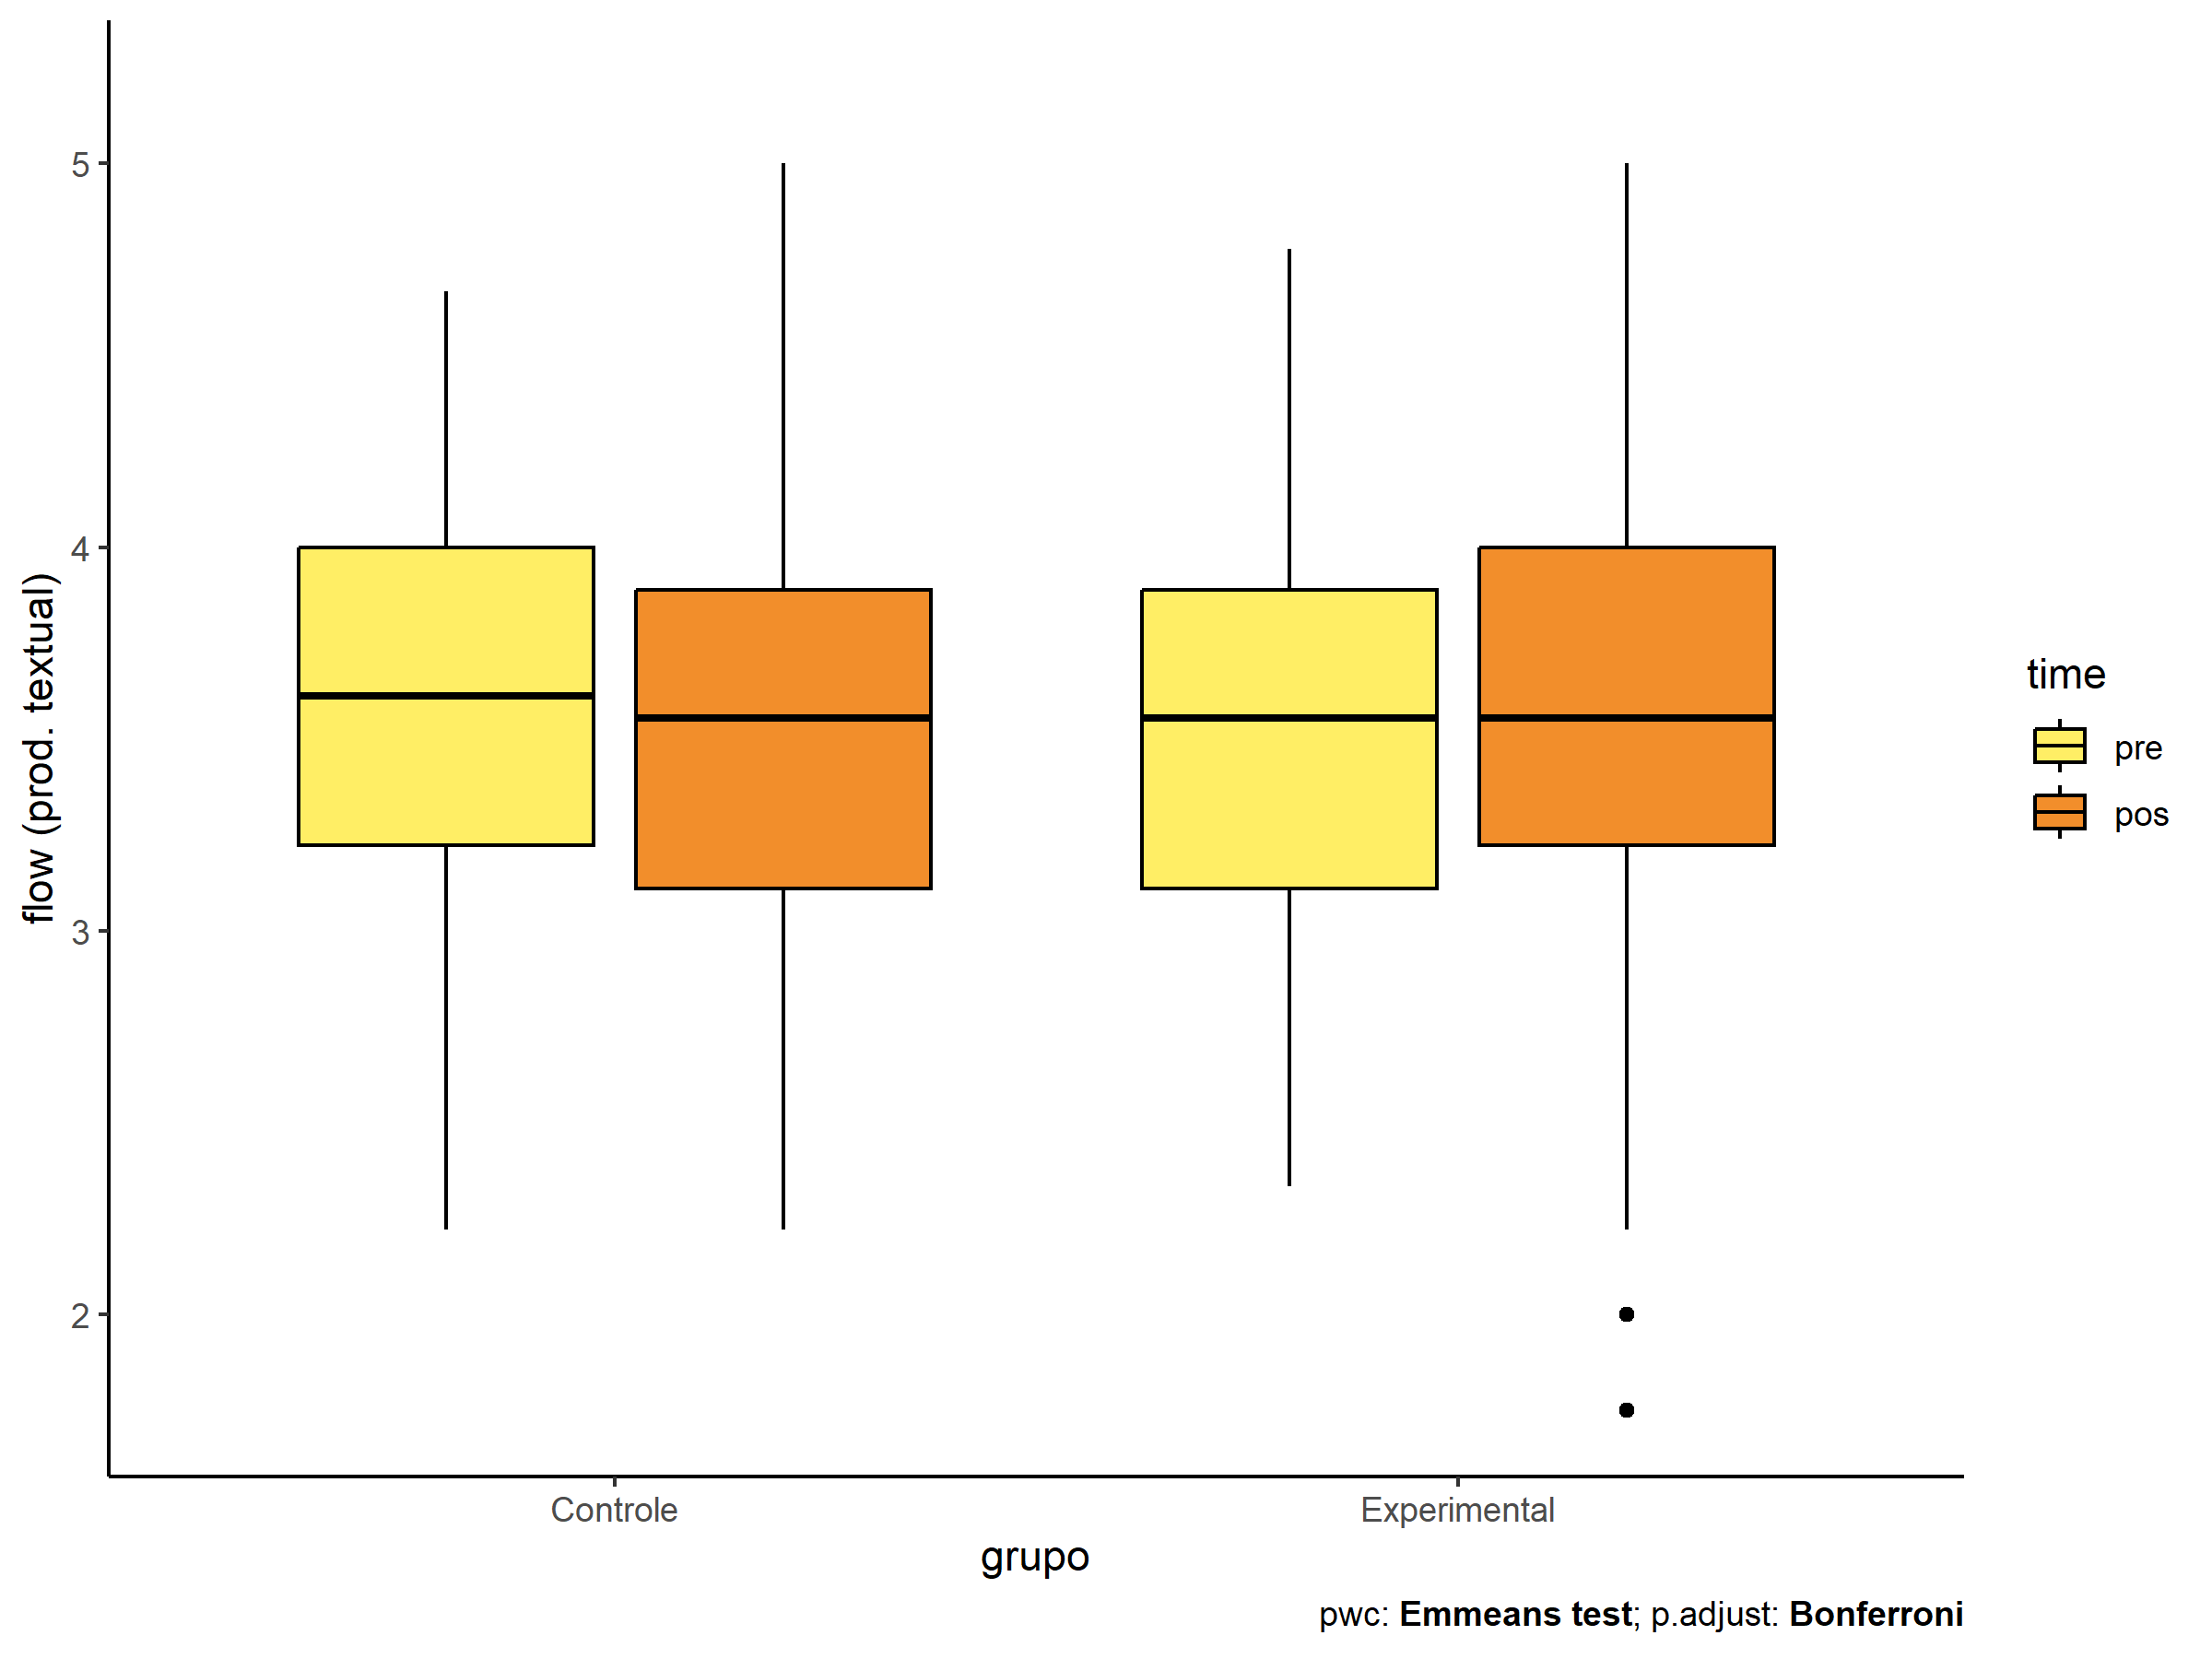 flow (prod. textual)
5
4
3
2
Controle
Experimental
grupo
time
pre
pos
pwc: Emmeans test; p.adjust: Bonferroni